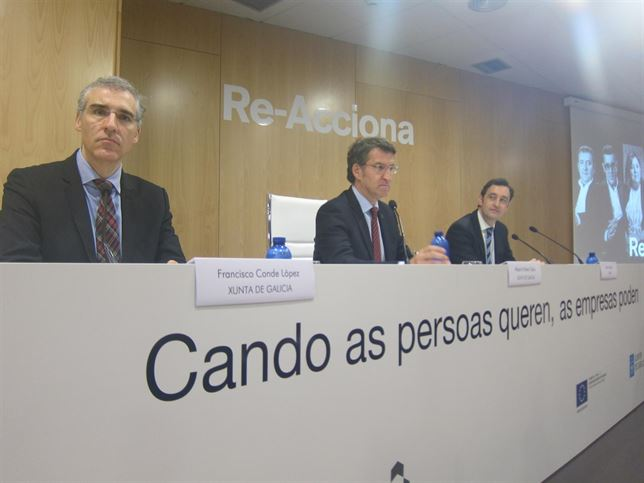 Re-Acciona
Re
Francisco Conde López
XUNTA DE GALICIA
Cando as persoas queren, as empresas poden